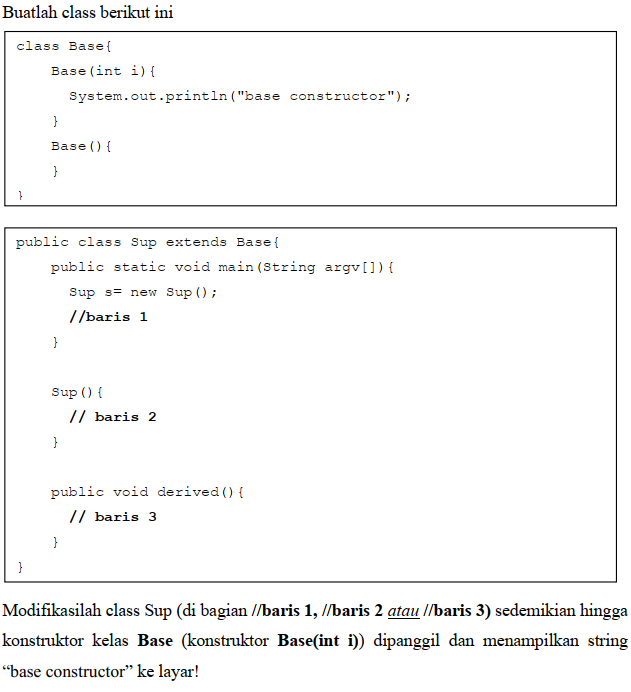 Buatlah class berikut ini
class Base{
Base(int i){
System.out.println("base constructor");
}
Base(){
}
}
public class Sup extends Base{
public static void main(String argv[]){
Sup s= new Sup();
//baris 1
}
Sup(){
// baris 2
}
public void derived(){
// baris 3
}
}
Modifikasilah class Sup (di bagian //baris 1, //baris 2 atau //baris 3) sedemikian hingga
konstruktor kelas Base (konstruktor Base(int i)) dipanggil dan menampilkan string
“base constructor” ke layar!